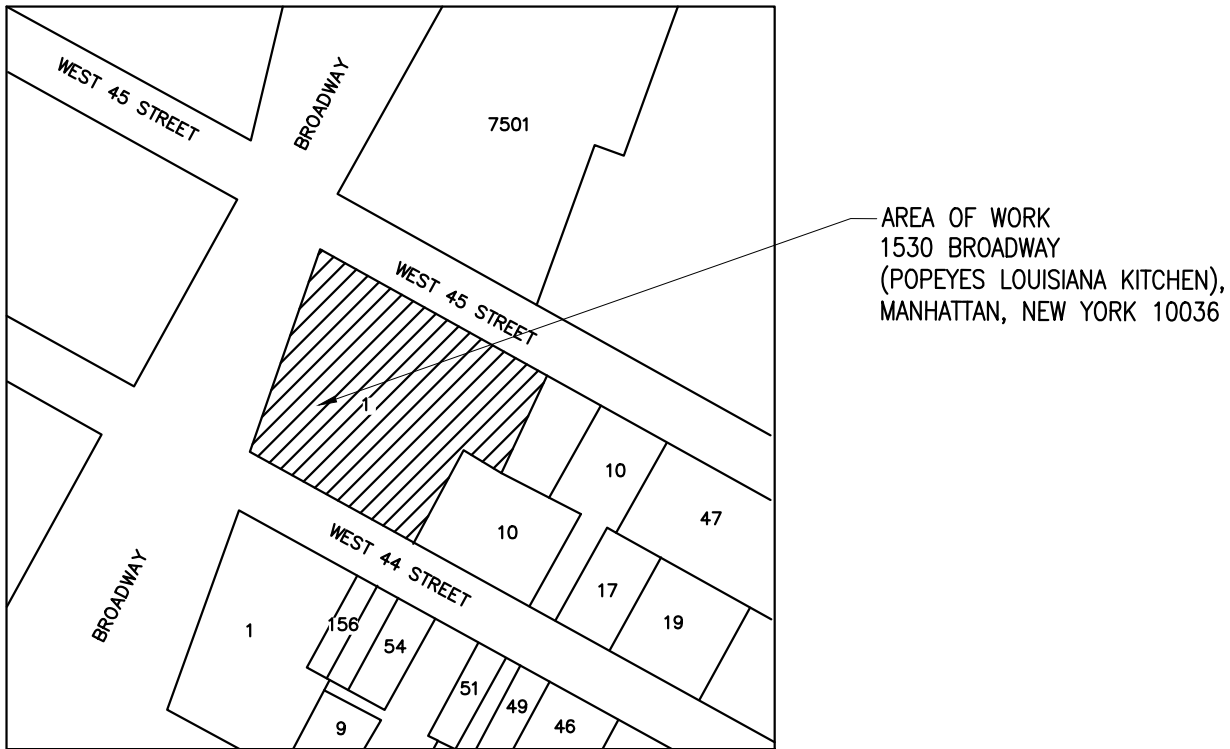 WEST 45 STREET
BROADWAY
7501
AREA OF WORK
1530 BROADWAY
(POPEYES LOUISIANA KITCHEN),
MANHATTAN, NEW YORK 10036
WEST 45 STREET
1
10
47
10
WEST 44 STREET
17
19
BROADWAY
1
156
54
51
49
46
9